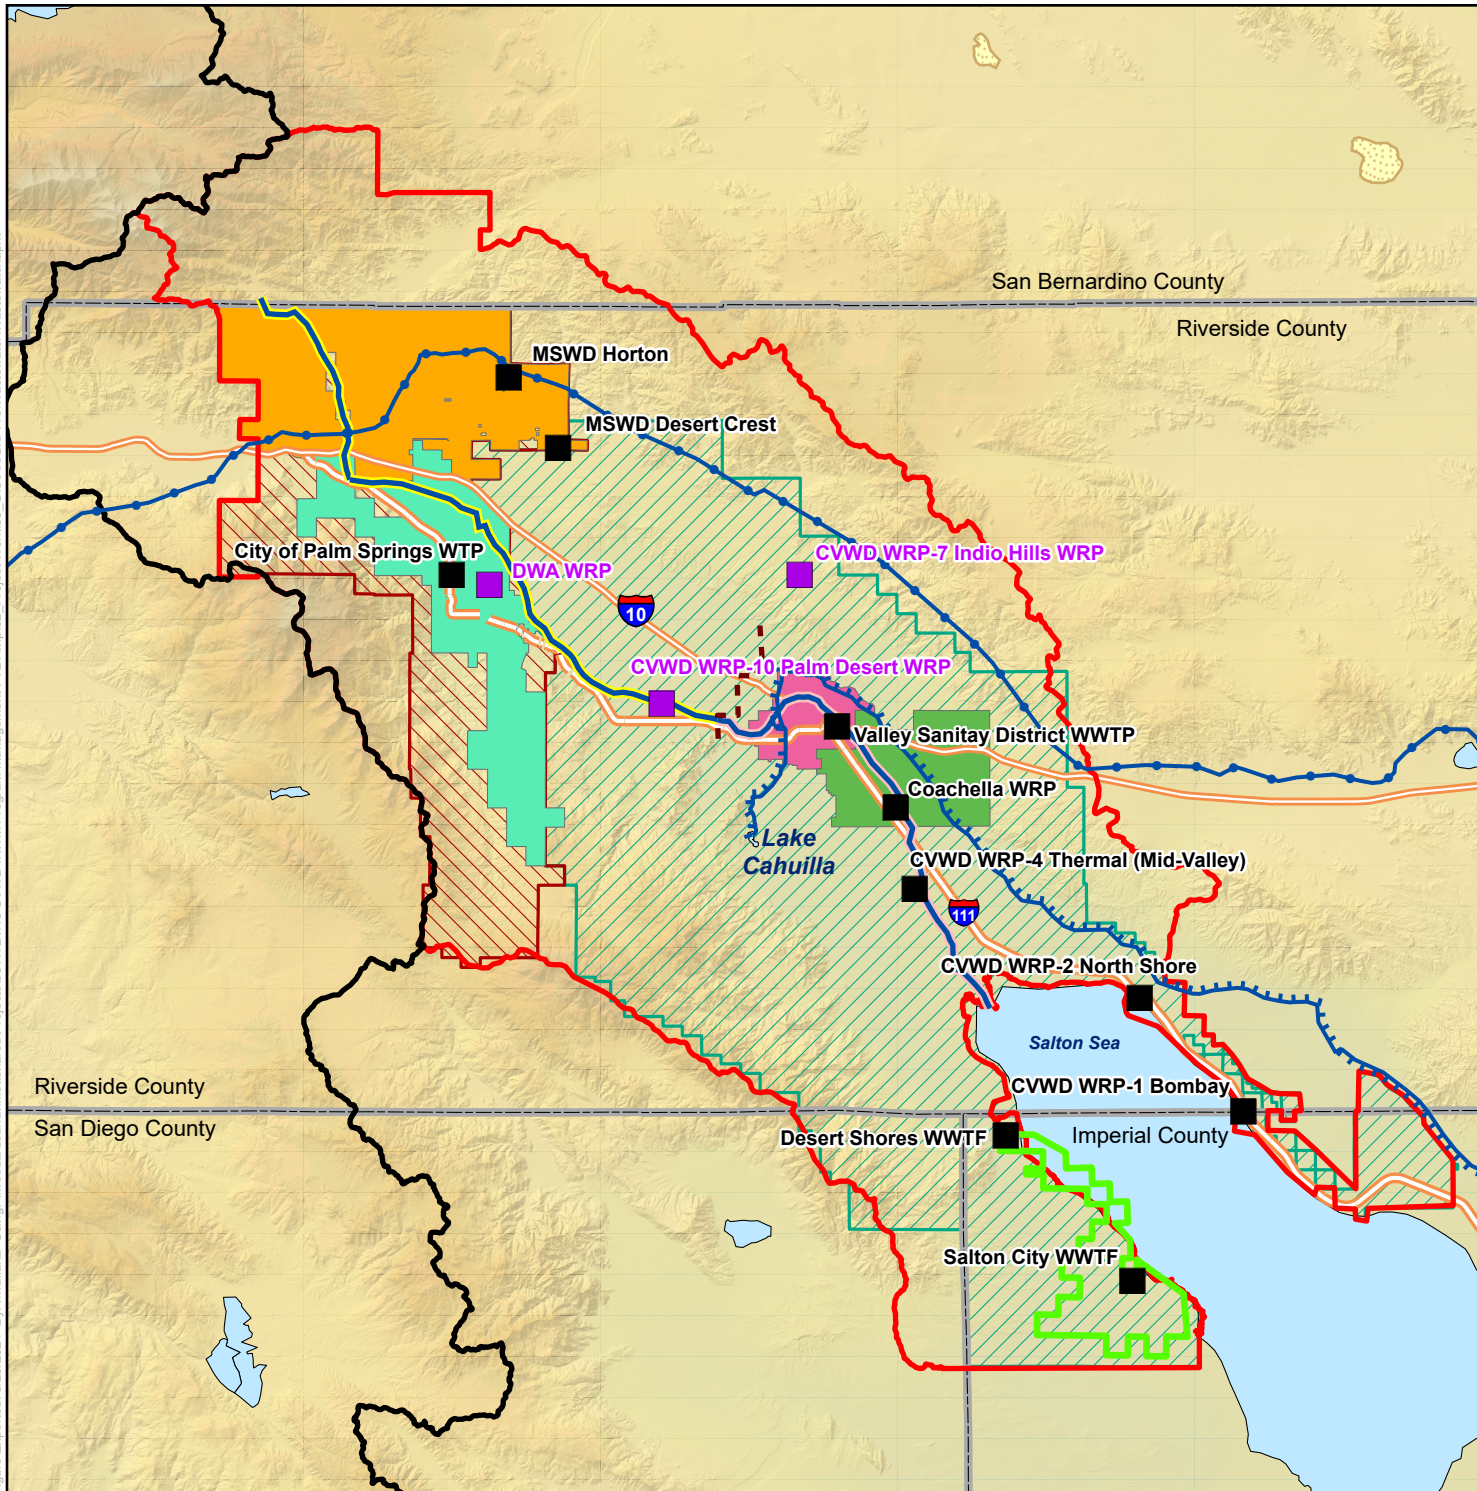 San Bernardino County
Riverside County
MSWD Horton
MSWD Desert Crest
City of Palm Springs WTP
DWA WRP
CVWD WRP-7 Indio Hills WRP
10
CVWD WRP-10 Palm Desert WRP
Valley Sanitay District WWTP
Coachella WRP
Lake
Cahuilla
CVWD WRP-4 Thermal (Mid-Valley)
111
CVWD WRP-2 North Shore
Salton Sea
CVWD WRP-1 Bombay
Riverside County
San Diego County
Desert Shores WWTF
Imperial County
Salton City WWTF